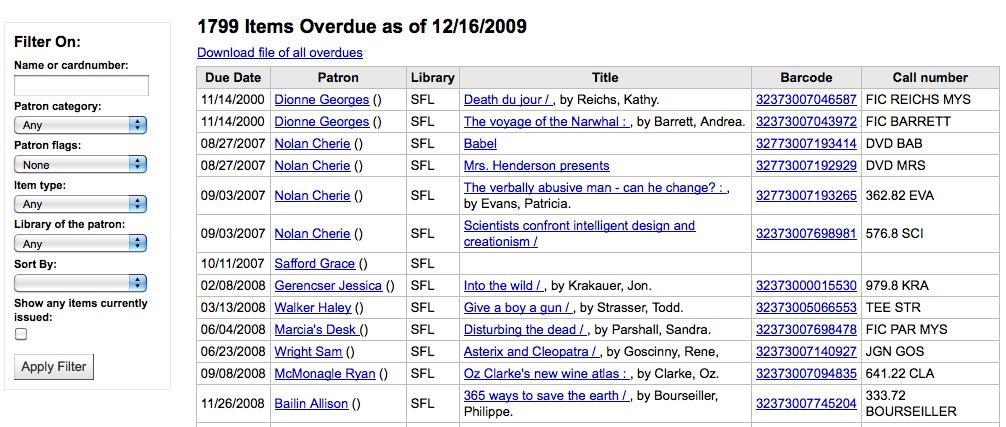 1799 Items Overdue as of 12/16/2009
Download file of all overdues
Filter On:
Name or cardnumber:
Patron category:
Any
Patron flags:
None
Item type:
Any
Library of the patron:
Any
Sort By:
Show any items currently
issued:
Apply Filter
Due Date Patron Library Title Barcode Call number
11/14/2000 Dionne Georges () SFL Death du jour / , by Reichs, Kathy. 32373007046587 FIC REICHS MYS
11/14/2000 Dionne Georges () SFL The voyage of the Narwhal : , by Barrett, Andrea. 32373007043972 FIC BARRETT
08/27/2007 Nolan Cherie () SFL Babel 32773007193414 DVD BAB
08/27/2007 Nolan Cherie () SFL Mrs. Henderson presents 32773007192929 DVD MRS
09/03/2007 Nolan Cherie () SFL The verbally abusive man - can he change? : ,
by Evans, Patricia. 32773007193265 362.82 EVA
09/03/2007 Nolan Cherie () SFL Scientists confront intelligent design and
creationism / 32373007698981 576.8 SCI
10/11/2007 Safford Grace () SFL
02/08/2008 Gerencser Jessica () SFL Into the wild / , by Krakauer, Jon. 32373000015530 979.8 KRA
03/13/2008 Walker Haley () SFL Give a boy a gun / , by Strasser, Todd. 32373005066553 TEE STR
06/04/2008 Marcia's Desk () SFL Disturbing the dead / , by Parshall, Sandra. 32373007698478 FIC PAR MYS
06/23/2008 Wright Sam () SFL Asterix and Cleopatra / , by Goscinny, Rene, 32373007140927 JGN GOS
09/08/2008 McMonagle Ryan () SFL Oz Clarke's new wine atlas : , by Clarke, Oz. 32373007094835 641.22 CLA
11/26/2008 Bailin Allison () SFL 365 ways to save the earth / , by Bourseiller,
Philippe. 32373007745204 333.72
BOURSEILLER